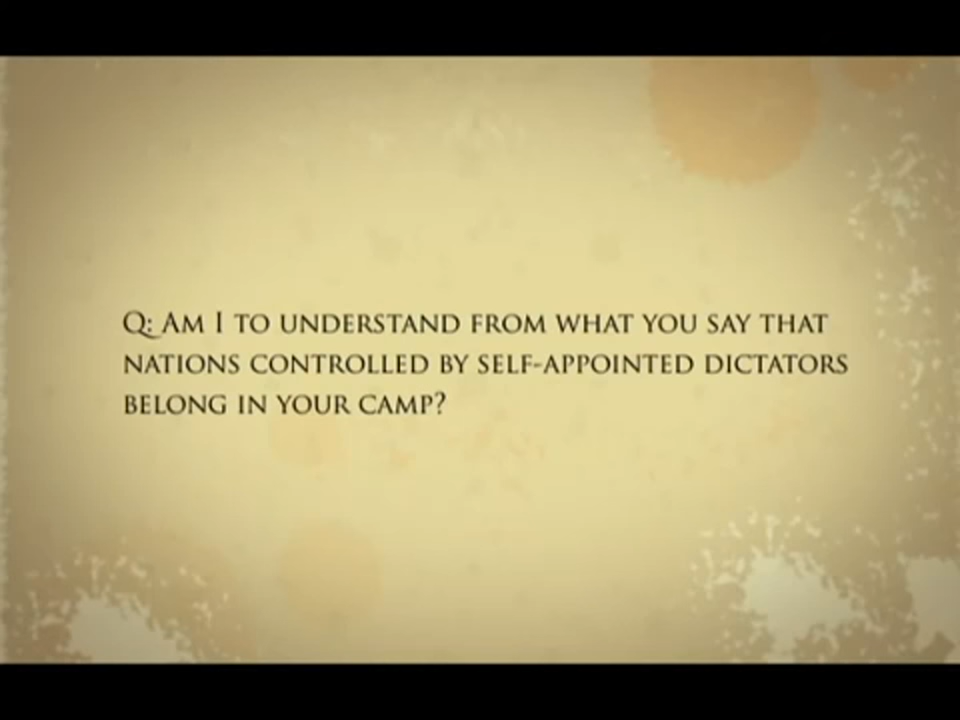 Q: Am I to understand from what you say that
nations controlled by self-appointed dictators
belong in your camp?